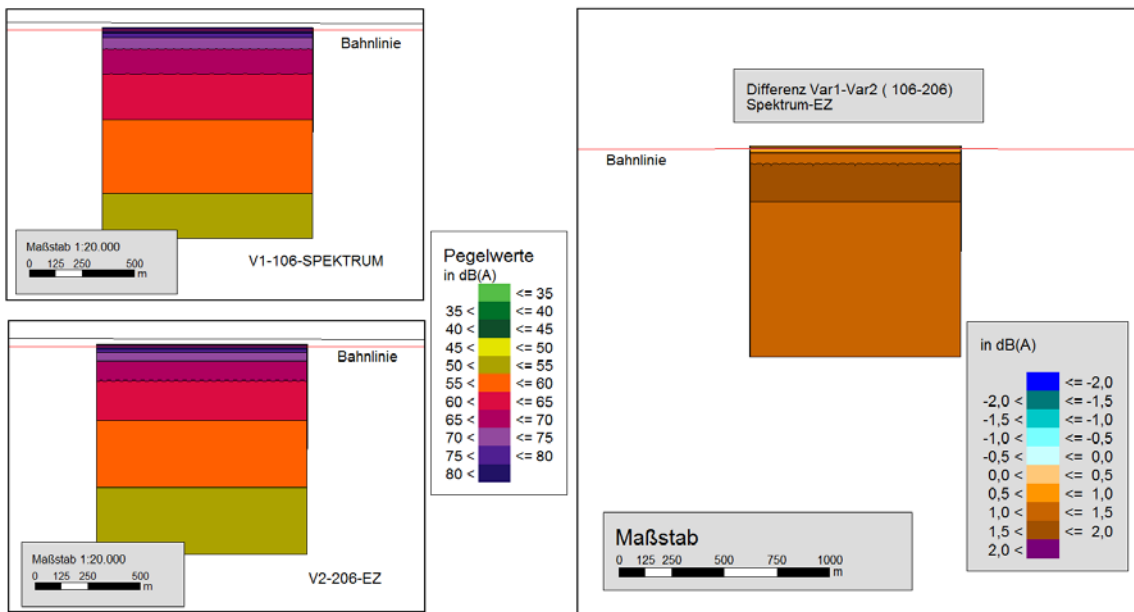 Bahnlinie
Maßstab 1:20.000
0 125 250 500
m
V1-106-SPEKTRUM
Bahnlinie
Maßstab 1:20.000
0 125 250 500
m
V2-206-EZ
Pegelwerte
in dB(A)
<= 35
35 < <= 40
40 < <= 45
45 < <= 50
50 < <= 55
55 < <= 60
60 < <= 65
65 < <= 70
70 < <= 75
75 < <= 80
80 <
Differenz Var1-Var2 ( 106-206)
Spektrum-EZ
Bahnlinie
Maßstab
0 125 250 500 750 1000
m
in dB(A)
<= -2,0
-2,0 < <= -1,5
-1,5 < <= -1,0
-1,0 < <= -0,5
-0,5 < <= 0,0
0,0 < <= 0,5
0,5 < <= 1,0
1,0 < <= 1,5
1,5 < <= 2,0
2,0 <